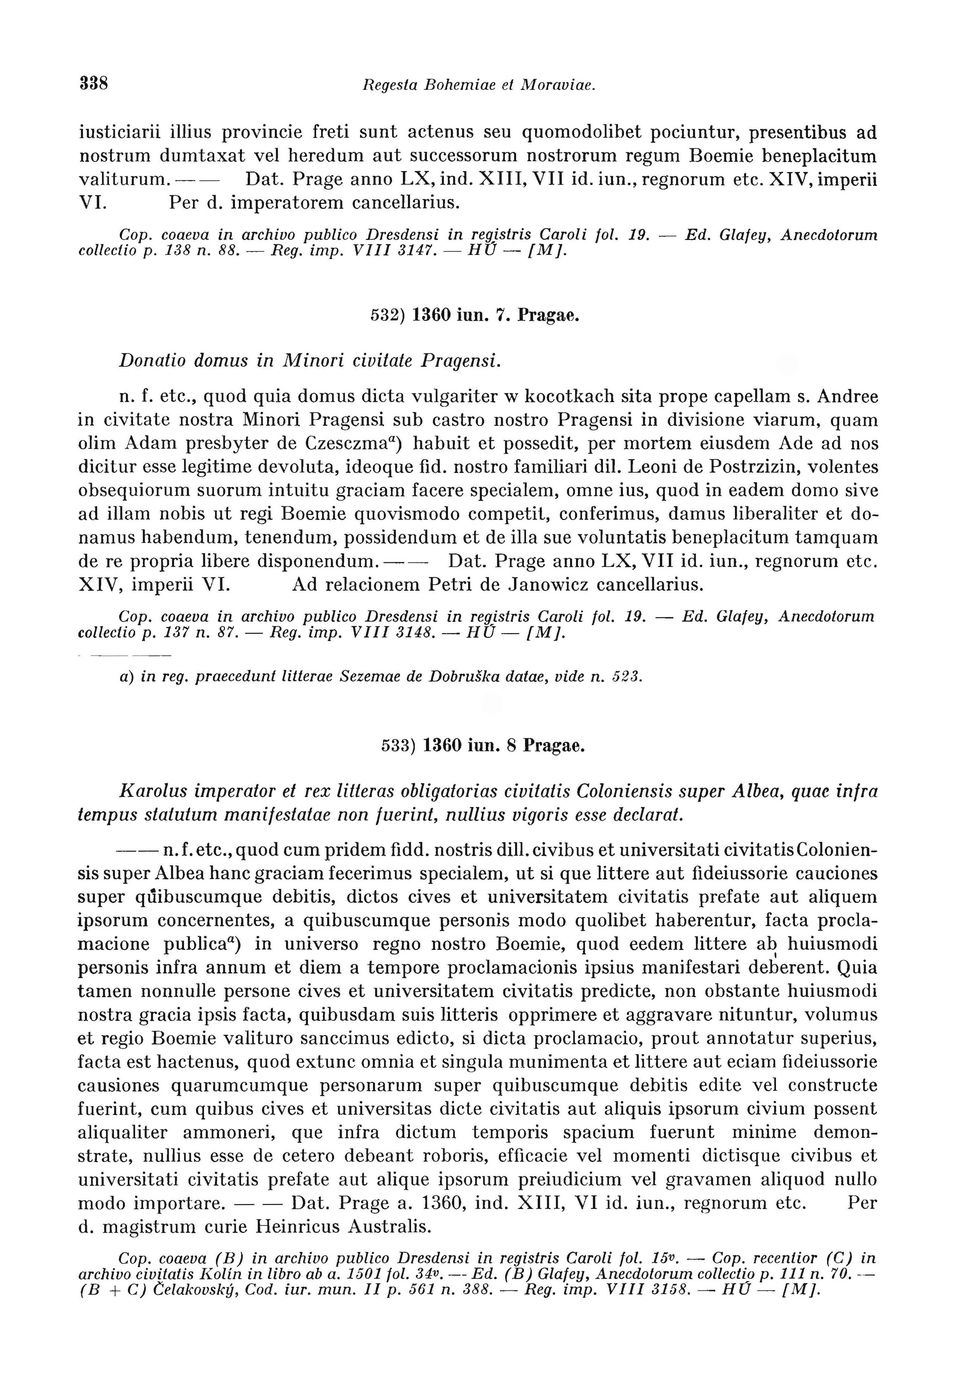 338 Regesta Bohemiae et Moraviae.
iusticiarii illius provincie freti sunt actenus seu quomodolibet pociuntur, presentibus ad
nostrum dumtaxat vel heredum aut successorum nostrorum regum Boemie beneplacitum
valiturum. —— Dat. Prage anno LX, ind. XIII, VII id. iun., regnorum etc. XIV, imperii
VI. Per d. imperatorem cancellarius.
Cop. coaeva in archivo publico Dresdensi in registris Caroli fol. 19. — Ed. Glafey, Anecdotorum
collectio p. 138 n. 88. — Reg. imp. VIII 3147. — HÚ — [M].
532) 1360 iun. 7. Pragae.
Donatio domus in Minori civitate Pragensi.
n. f. etc., quod quia domus dicta vulgariter w kocotkach sita prope capellam s. Andree
in civitate nostra Minori Pragensi sub castro nostro Pragensi in divisione viarum, quam
olim Adam presbyter de Czesczmaᵃ) habuit et possedit, per mortem eiusdem Ade ad nos
dicitur esse legitime devoluta, ideoque fid. nostro familiari dil. Leoni de Postrzizin, volentes
obsequiorum suorum intuitu graciam facere specialem, omne ius, quod in eadem domo sive
ad illam nobis ut regi Boemie quovismodo competit, conferimus, damus liberaliter et do-
namus habendum, tenendum, possidendum et de illa sue voluntatis beneplacitum tamquam
de re propria libere disponendum. —— Dat. Prage anno LX, VII id. iun., regnorum etc.
XIV, imperii VI. Ad relacionem Petri de Janowicz cancellarius.
Cop. coaeva in archivo publico Dresdensi in registris Caroli fol. 19. — Ed. Glafey, Anecdotorum
collectio p. 137 n. 87. — Reg. imp. VIII 3148. — HÚ — [M].
a) in reg. praecedunt litterae Sezemae de Dobruška datae, vide n. 523.
533) 1360 iun. 8 Pragae.
Karolus imperator et rex litteras obligatorias civitatis Coloniensis super Albea, quae infra
tempus statutum manifestatae non fuerint, nullius vigoris esse declarat.
—— n. f. etc., quod cum pridem fidd. nostris dill. civibus et universitati civitatis Colonien-
sis super Albea hanc graciam fecerimus specialem, ut si que littere aut fideiussorie cauciones
super quibuscumque debitis, dictos cives et universitatem civitatis prefate aut aliquem
ipsorum concernentes, a quibuscumque personis modo quolibet haberentur, facta procla-
macione publicaᵃ) in universo regno nostro Boemie, quod eedem littere ab huiusmodi
personis infra annum et diem a tempore proclamacionis ipsius manifestari deberent. Quia
tamen nonnulle persone cives et universitatem civitatis predicte, non obstante huiusmodi
nostra gracia ipsis facta, quibusdam suis litteris opprimere et aggravare nituntur, volumus
et regio Boemie valituro sanccimus edicto, si dicta proclamacio, prout annotatur superius,
facta est hactenus, quod extunc omnia et singula munimenta et littere aut eciam fideiussorie
causiones quarumcumque personarum super quibuscumque debitis edite vel constructe
fuerint, cum quibus cives et universitas dicte civitatis aut aliquis ipsorum civium possent
aliqualiter ammoneri, que infra dictum temporis spacium fuerunt minime demon-
strate, nullius esse de cetero debeant roboris, efficacie vel momenti dictisque civibus et
universitati civitatis prefate aut alique ipsorum preiudicium vel gravamen aliquod nullo
modo importare. — — Dat. Prage a. 1360, ind. XIII, VI id. iun., regnorum etc. Per
d. magistrum curie Heinricus Australis.
Cop. coaeva (B) in archivo publico Dresdensi in registris Caroli fol. 15ᵛ. — Cop. recentior (C) in
archivo civitatis Kolín in libro ab a. 1501 fol. 34ᵛ. — Ed. (B) Glafey, Anecdotorum collectio p. 111 n. 70. —
(B + C) Čelakovský, Cod. iur. mun. II p. 561 n. 388. — Reg. imp. VIII 3158. — HÚ — [M].